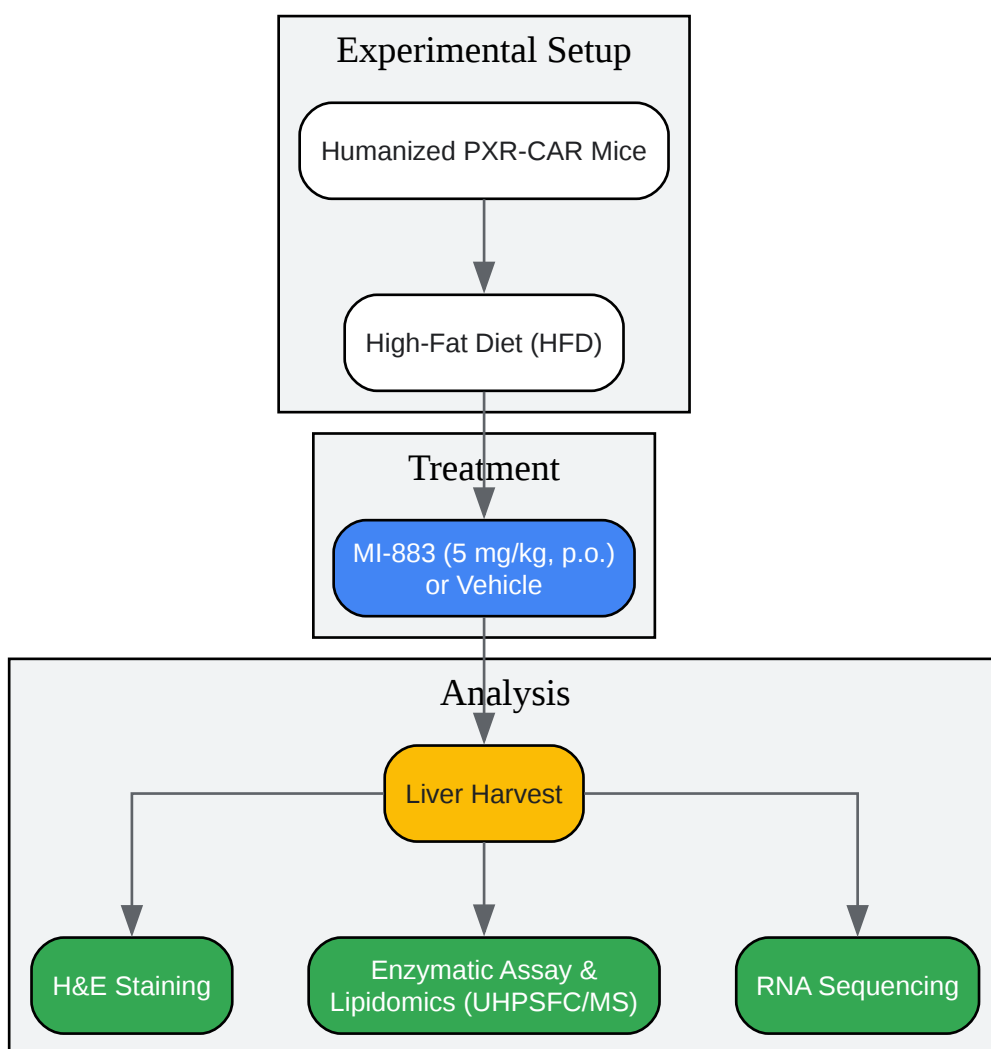 Experimental Setup
Humanized PXR-CAR Mice
High-Fat Diet (HFD)
Treatment
MI-883 (5 mg/kg, p.o.)
or Vehicle
Analysis
Liver Harvest
H&E Staining
Enzymatic Assay &
Lipidomics (UHPSFC/MS)
RNA Sequencing